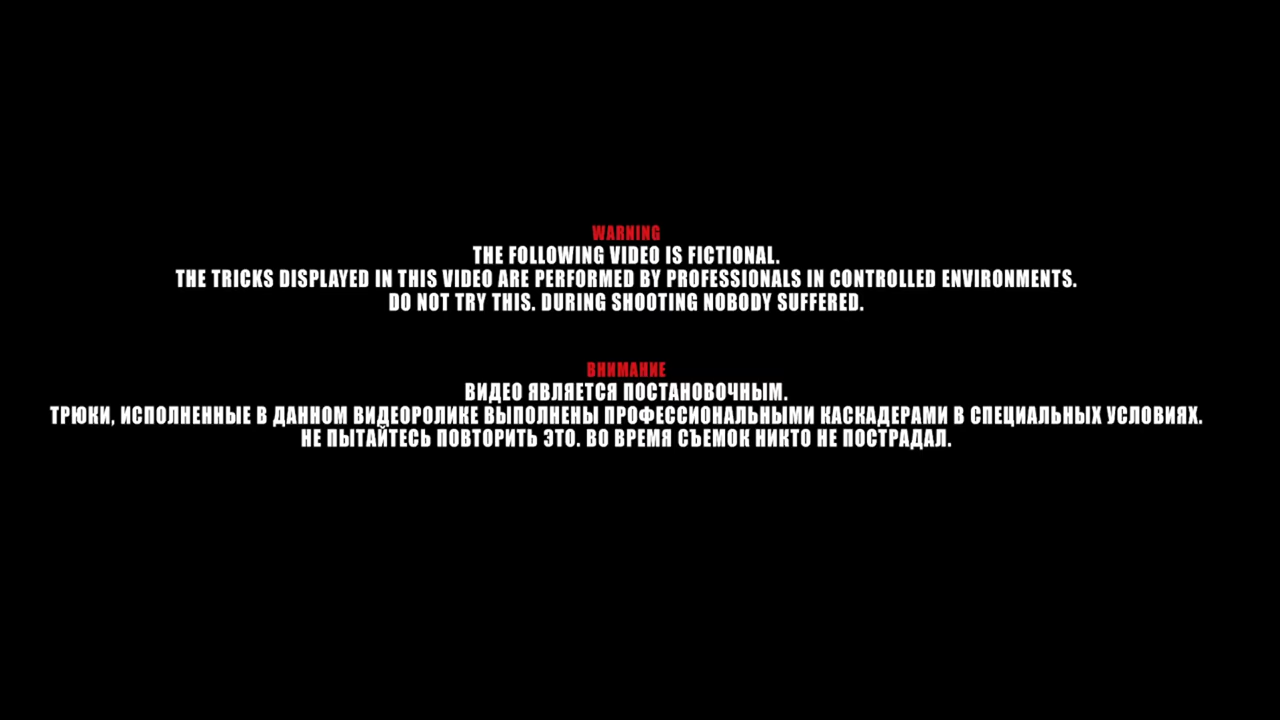 WARNING
THE FOLLOWING VIDEO IS FICTIONAL.
THE TRICKS DISPLAYED IN THIS VIDEO ARE PERFORMED BY PROFESSIONALS IN CONTROLLED ENVIRONMENTS.
DO NOT TRY THIS. DURING SHOOTING NOBODY SUFFERED.
ВНИМАНИЕ
ВИДЕО ЯВЛЯЕТСЯ ПОСТАНОВОЧНЫМ.
ТРЮКИ, ИСПОЛНЕННЫЕ В ДАННОМ ВИДЕОРОЛИКЕ ВЫПОЛНЕНЫ ПРОФЕССИОНАЛЬНЫМИ КАСКАДЕРАМИ В СПЕЦИАЛЬНЫХ УСЛОВИЯХ.
НЕ ПЫТАЙТЕСЬ ПОВТОРИТЬ ЭТО. ВО ВРЕМЯ СЪЕМОК НИКТО НЕ ПОСТРАДАЛ.